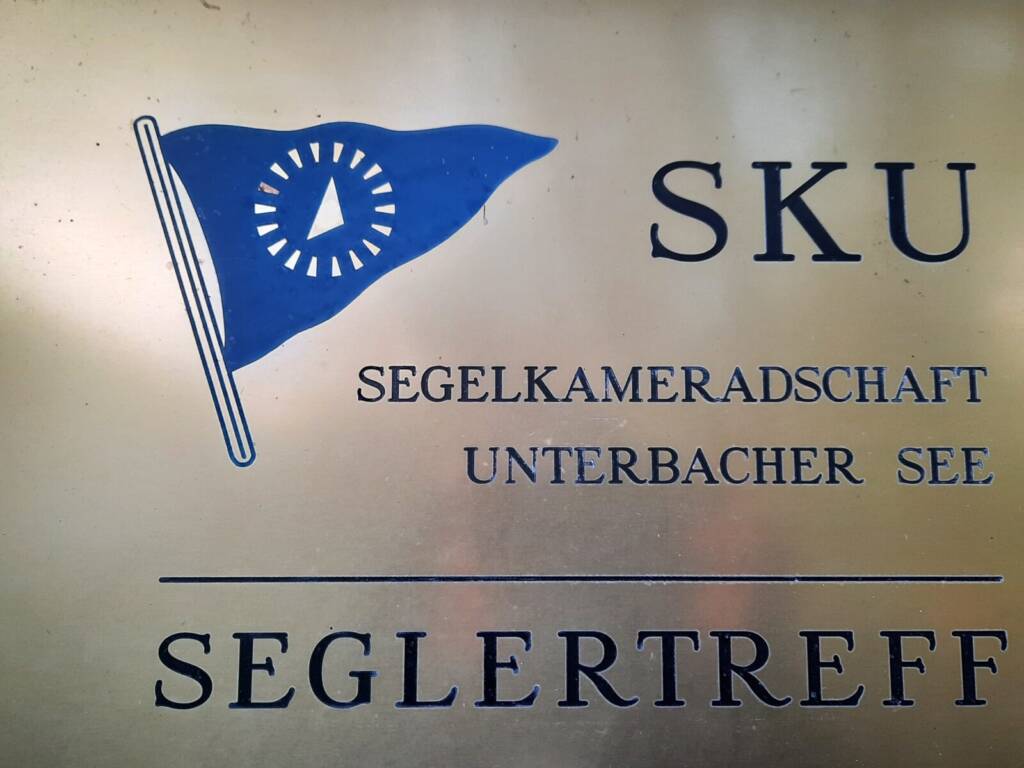 SKU
SEGELKAMERADSCHAFT
UNTERBACHER SEE
SEGLERTREFF